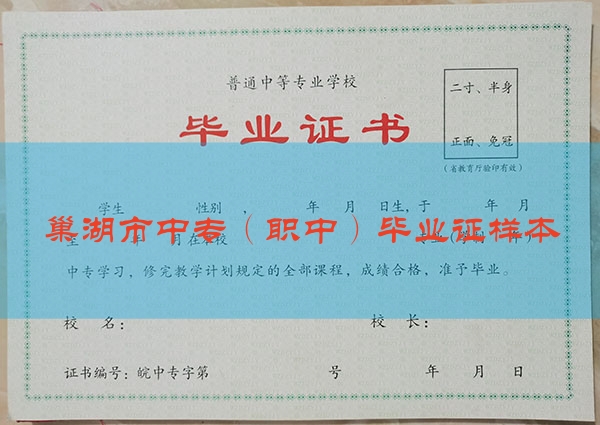 普通中等专业学校
毕业证书
二寸、半身
正面、免冠
(省教育厅验印有效)
学生 性别 , 年 月 日生,于 年 月
巢湖市中专(职中)毕业证样本
至 年 月在本校 专业(学制 年)
中专学习,修完教学计划规定的全部课程,成绩合格,准予毕业。
校 名: 校 长:
证书编号:皖中专字第 号 年 月 日